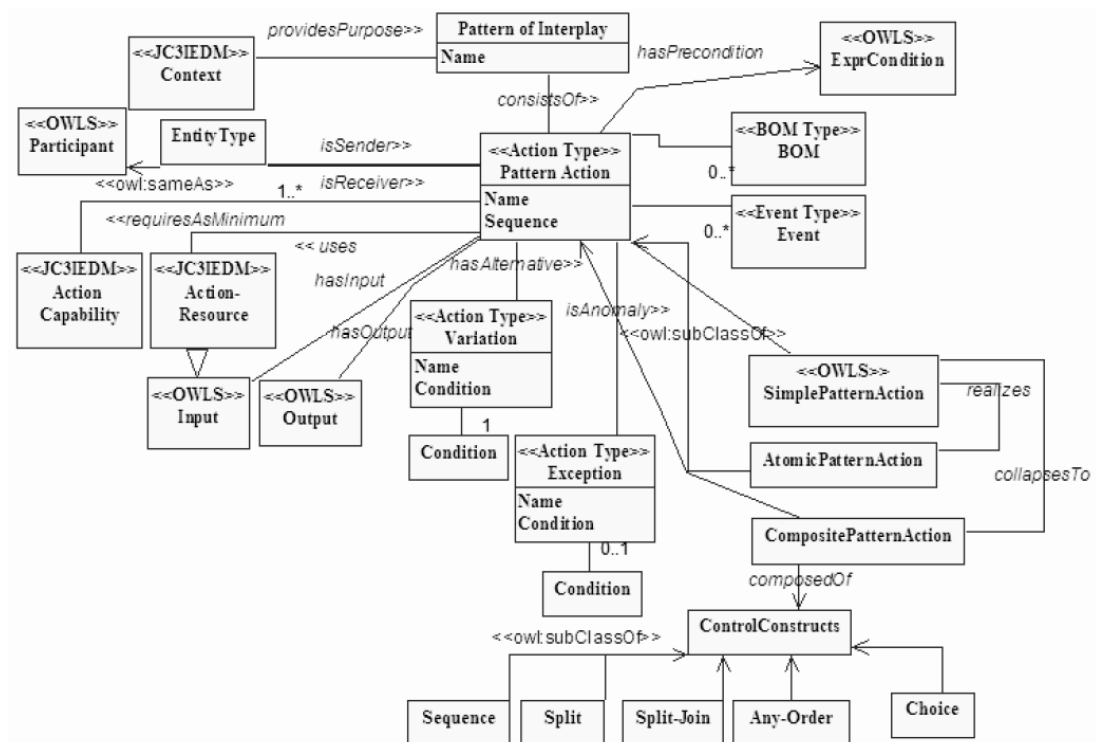 providesPurpose>>
Pattern of Interplay
Name
hasPrecondition
<<OWLS>>
ExprCondition
<<JC3IEDM>>
Context
consistsOf>>
<<OWLS>>
Participant
EntityType
isSender>>
<<Action Type>>
Pattern Action
Name
Sequence
<<BOM Type>>
BOM
0..*
<<owl:sameAs>>
1..*
isReceiver>>
<<requiresAsMinimum
<< uses
<<Event Type>>
Event
0..*
<<JC3IEDM>>
Action
Capability
<<JC3IEDM>>
Action-
Resource
hasInput
hasAlternative>>
hasOutput
isAnomaly>>
<<owl:subClassOf>>
<<Action Type>>
Variation
Name
Condition
<<OWLS>>
Input
<<OWLS>>
Output
<<OWLS>>
SimplePatternAction
realizes
1
Condition
<<Action Type>>
Exception
Name
Condition
AtomicPatternAction
collapsesTo
CompositePatternAction
0..1
Condition
composedOf
ControlConstructs
<<owl:subClassOf>>
Sequence
Split
Split-Join
Any-Order
Choice